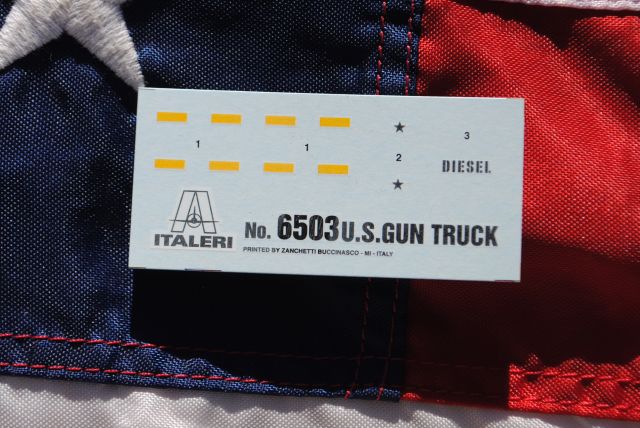 3
1 1
2
DIESEL
ITALERI
No. 6503 U.S. GUN TRUCK
PRINTED BY ZANCHETTI BUCCINASCO - MI - ITALY